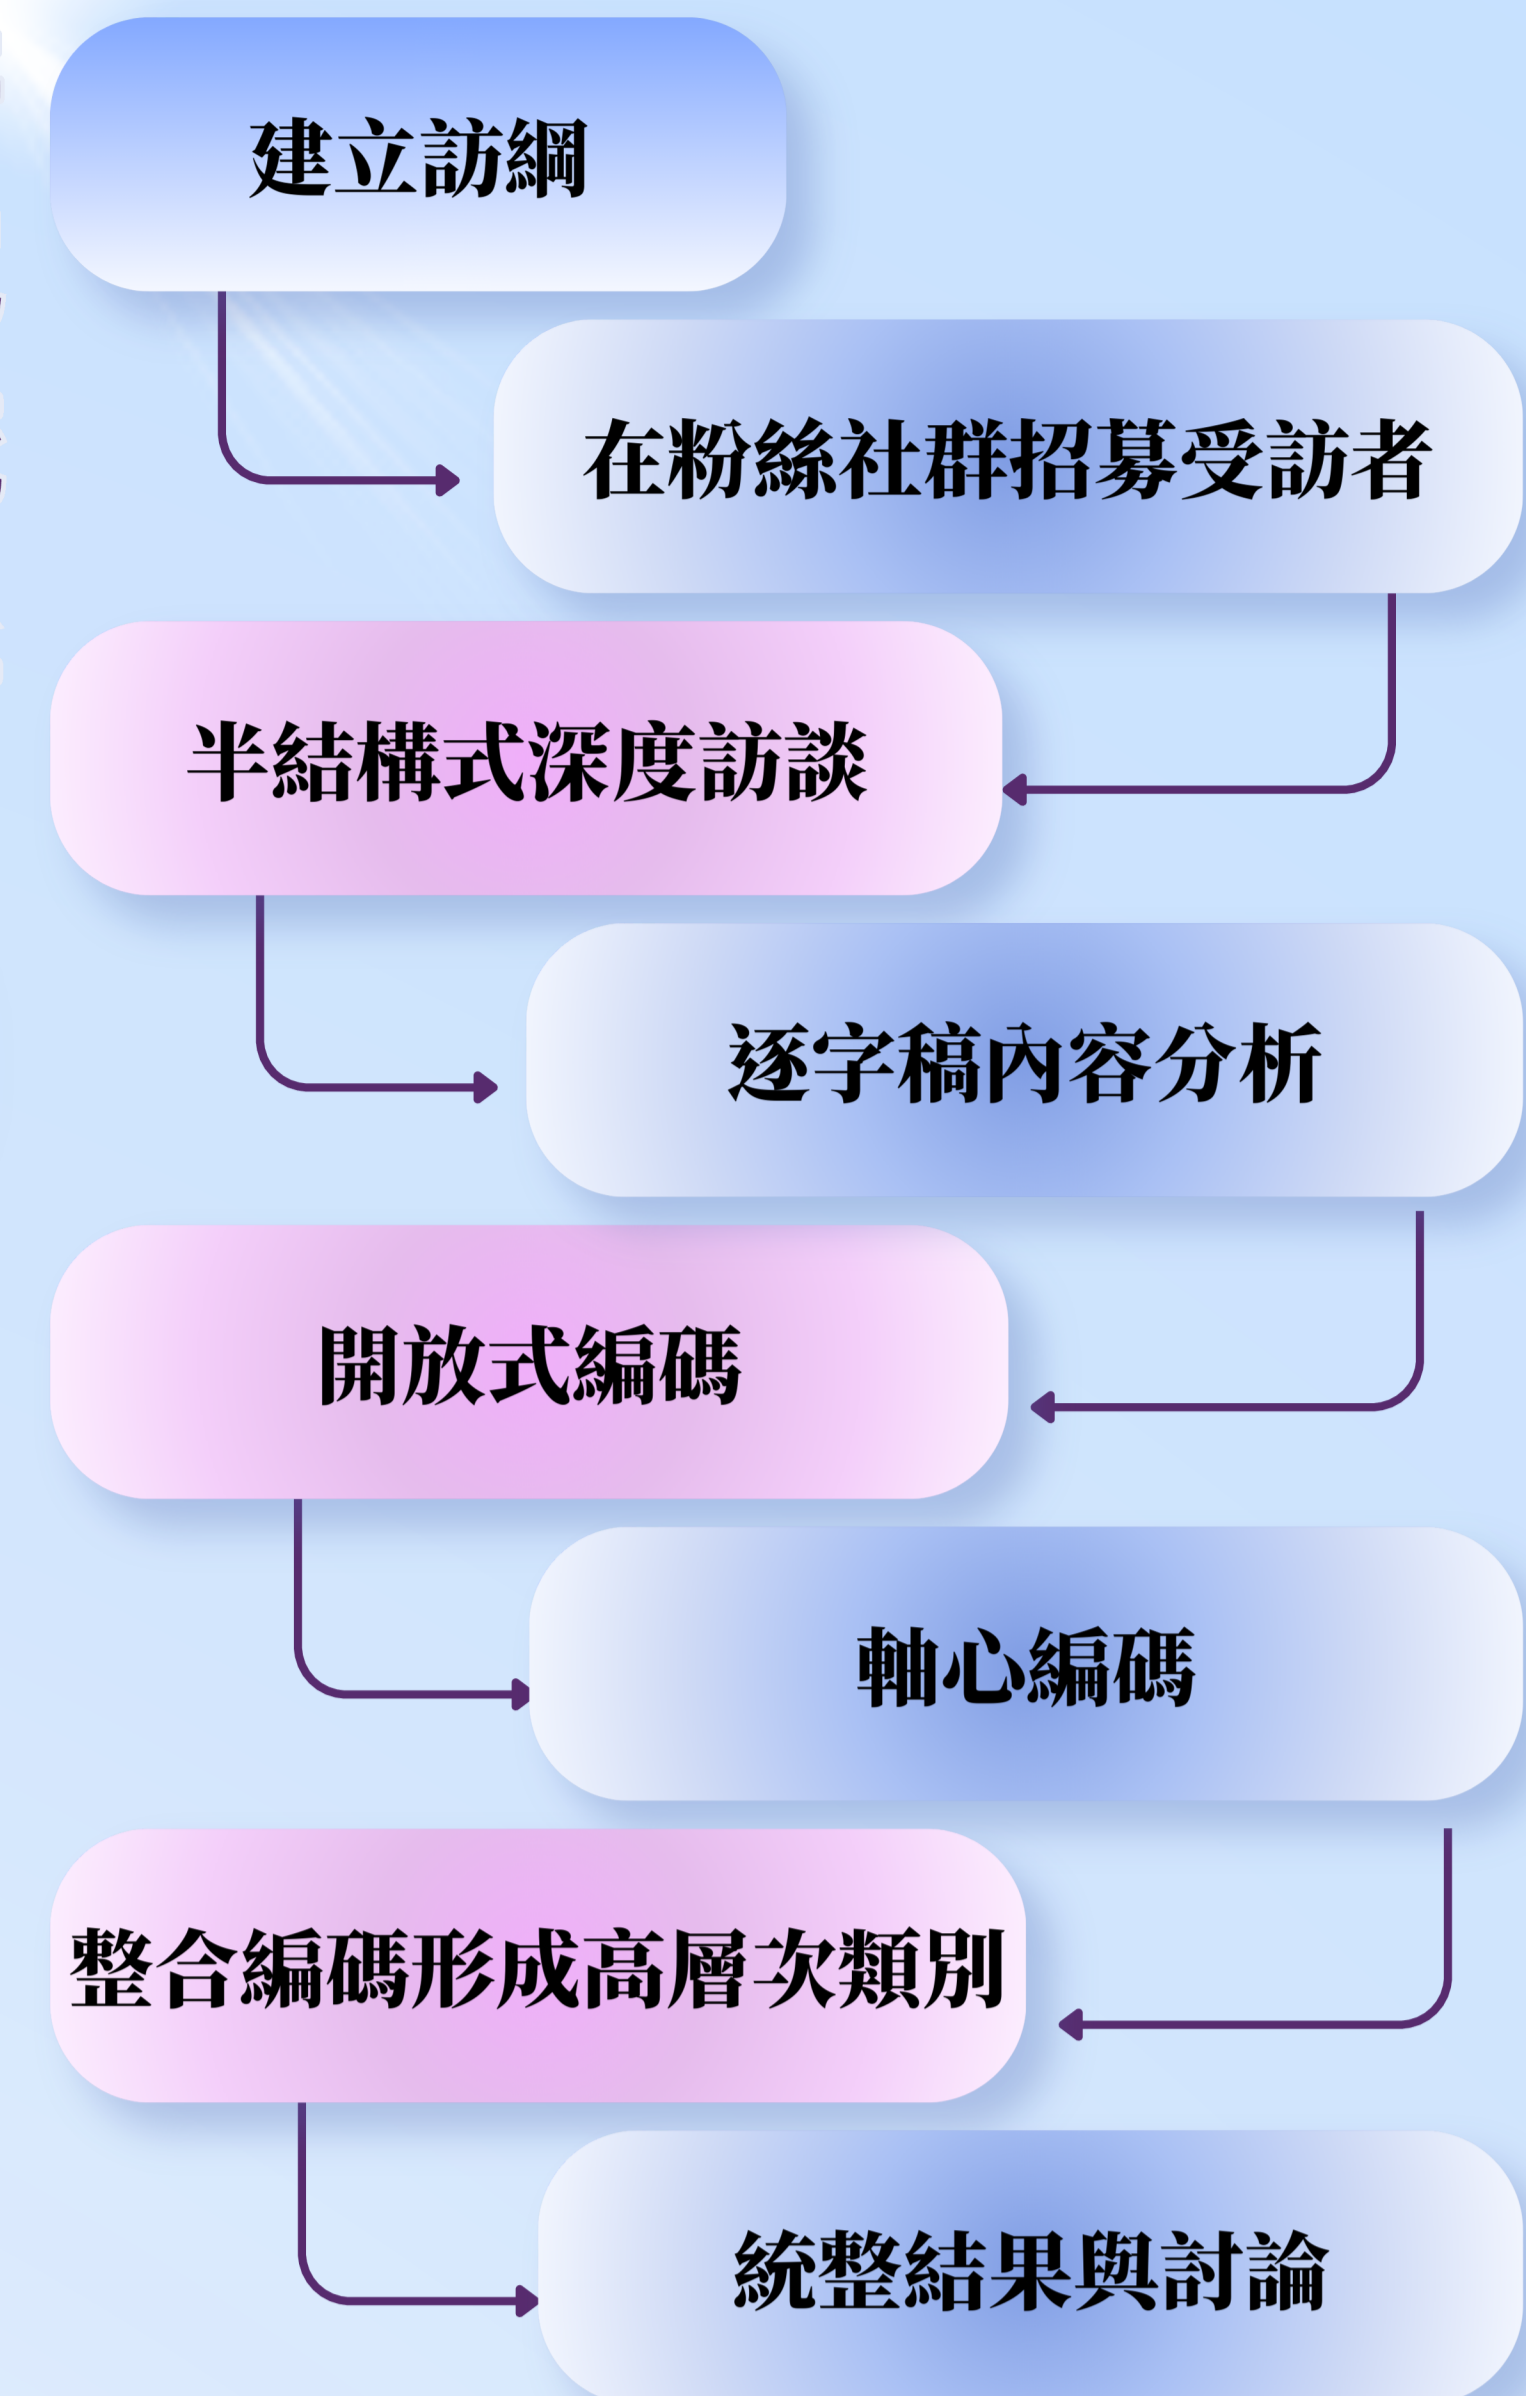 建立訪綱
在粉絲社群招募受訪者
半結構式深度訪談
逐字稿內容分析
開放式編碼
軸心編碼
整合編碼形成高層次類別
統整結果與討論